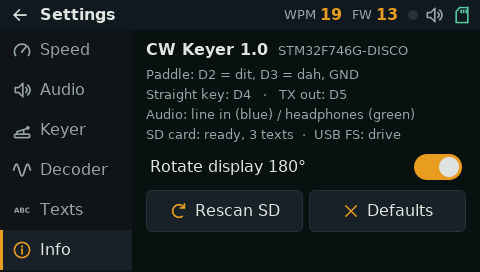 Settings
WPM 19 FW 13
Speed
Audio
Keyer
Decoder
ABC Texts
Info
CW Keyer 1.0 STM32F746G-DISCO
Paddle: D2 = dit, D3 = dah, GND
Straight key: D4 · TX out: D5
Audio: line in (blue) / headphones (green)
SD card: ready, 3 texts · USB FS: drive
Rotate display 180°
Rescan SD
Defaults